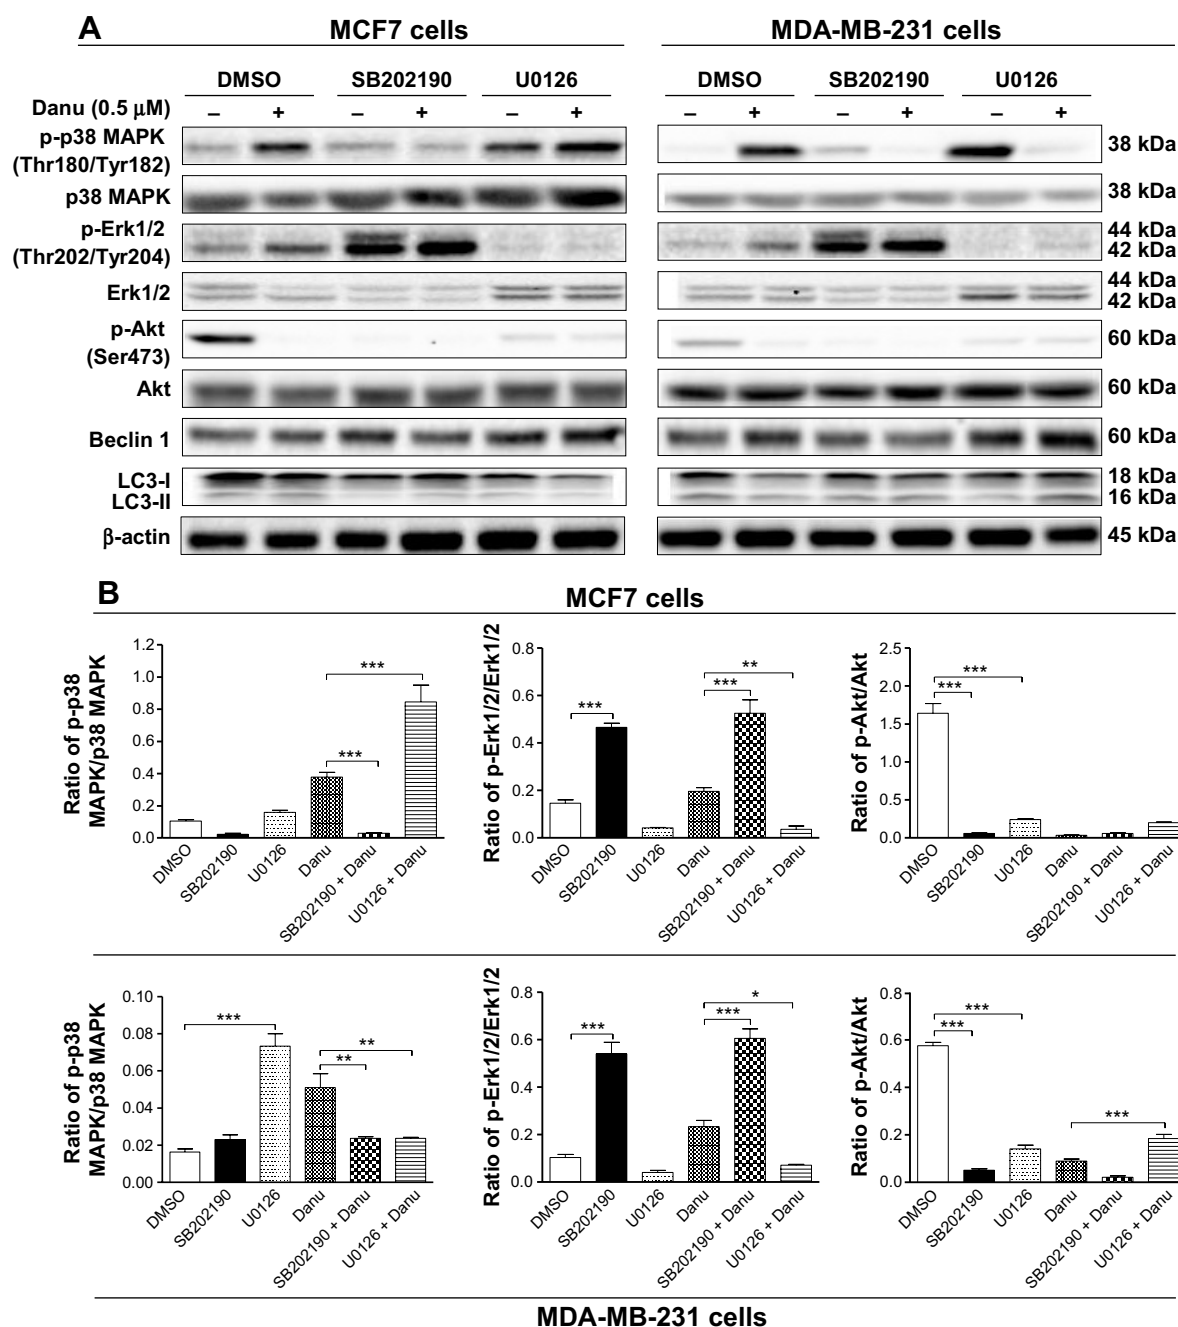 A
MCF7 cells
MDA-MB-231 cells
DMSO SB202190 U0126 DMSO SB202190 U0126
Danu (0.5 μM) – + – + – + – + – + – +
p-p38 MAPK
(Thr180/Tyr182)
38 kDa
p38 MAPK
38 kDa
p-Erk1/2
(Thr202/Tyr204)
44 kDa
42 kDa
Erk1/2
44 kDa
42 kDa
p-Akt
(Ser473)
60 kDa
Akt
60 kDa
Beclin 1
60 kDa
LC3-I
18 kDa
LC3-II
16 kDa
β-actin
45 kDa
B
MCF7 cells
Ratio of p-p38
MAPK/p38 MAPK
1.2
1.0
0.8
0.6
0.4
0.2
0.0
***
***
DMSO
SB202190
U0126
Danu
SB202190 + Danu
U0126 + Danu
Ratio of p-Erk1/2/Erk1/2
0.8
0.6
0.4
0.2
0.0
***
**
***
DMSO
SB202190
U0126
Danu
SB202190 + Danu
U0126 + Danu
Ratio of p-Akt/Akt
2.5
2.0
1.5
1.0
0.5
0.0
***
***
DMSO
SB202190
U0126
Danu
SB202190 + Danu
U0126 + Danu
Ratio of p-p38
MAPK/p38 MAPK
0.10
0.08
0.06
0.04
0.02
0.00
***
**
**
DMSO
SB202190
U0126
Danu
SB202190 + Danu
U0126 + Danu
Ratio of p-Erk1/2/Erk1/2
0.8
0.6
0.4
0.2
0.0
***
*
***
DMSO
SB202190
U0126
Danu
SB202190 + Danu
U0126 + Danu
Ratio of p-Akt/Akt
0.8
0.6
0.4
0.2
0.0
***
***
***
DMSO
SB202190
U0126
Danu
SB202190 + Danu
U0126 + Danu
MDA-MB-231 cells